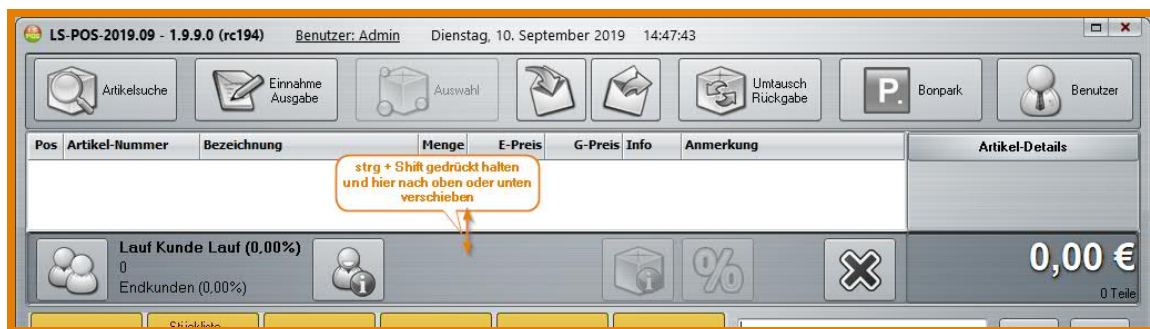 LS-POS-2019.09 - 1.9.9.0 (rc194) Benutzer: Admin Dienstag, 10. September 2019 14:47:43
Artikelsuche
Einnahme
Ausgabe
Auswahl
Umtausch
Rückgabe
P.
Bonpark
Benutzer
Pos Artikel-Nummer Bezeichnung Menge E-Preis G-Preis Info Anmerkung Artikel-Details
strg + Shift gedrückt halten
und hier nach oben oder unten
verschieben
Lauf Kunde Lauf (0,00%)
0
Endkunden (0,00%)
%
0,00 €
0 Teile